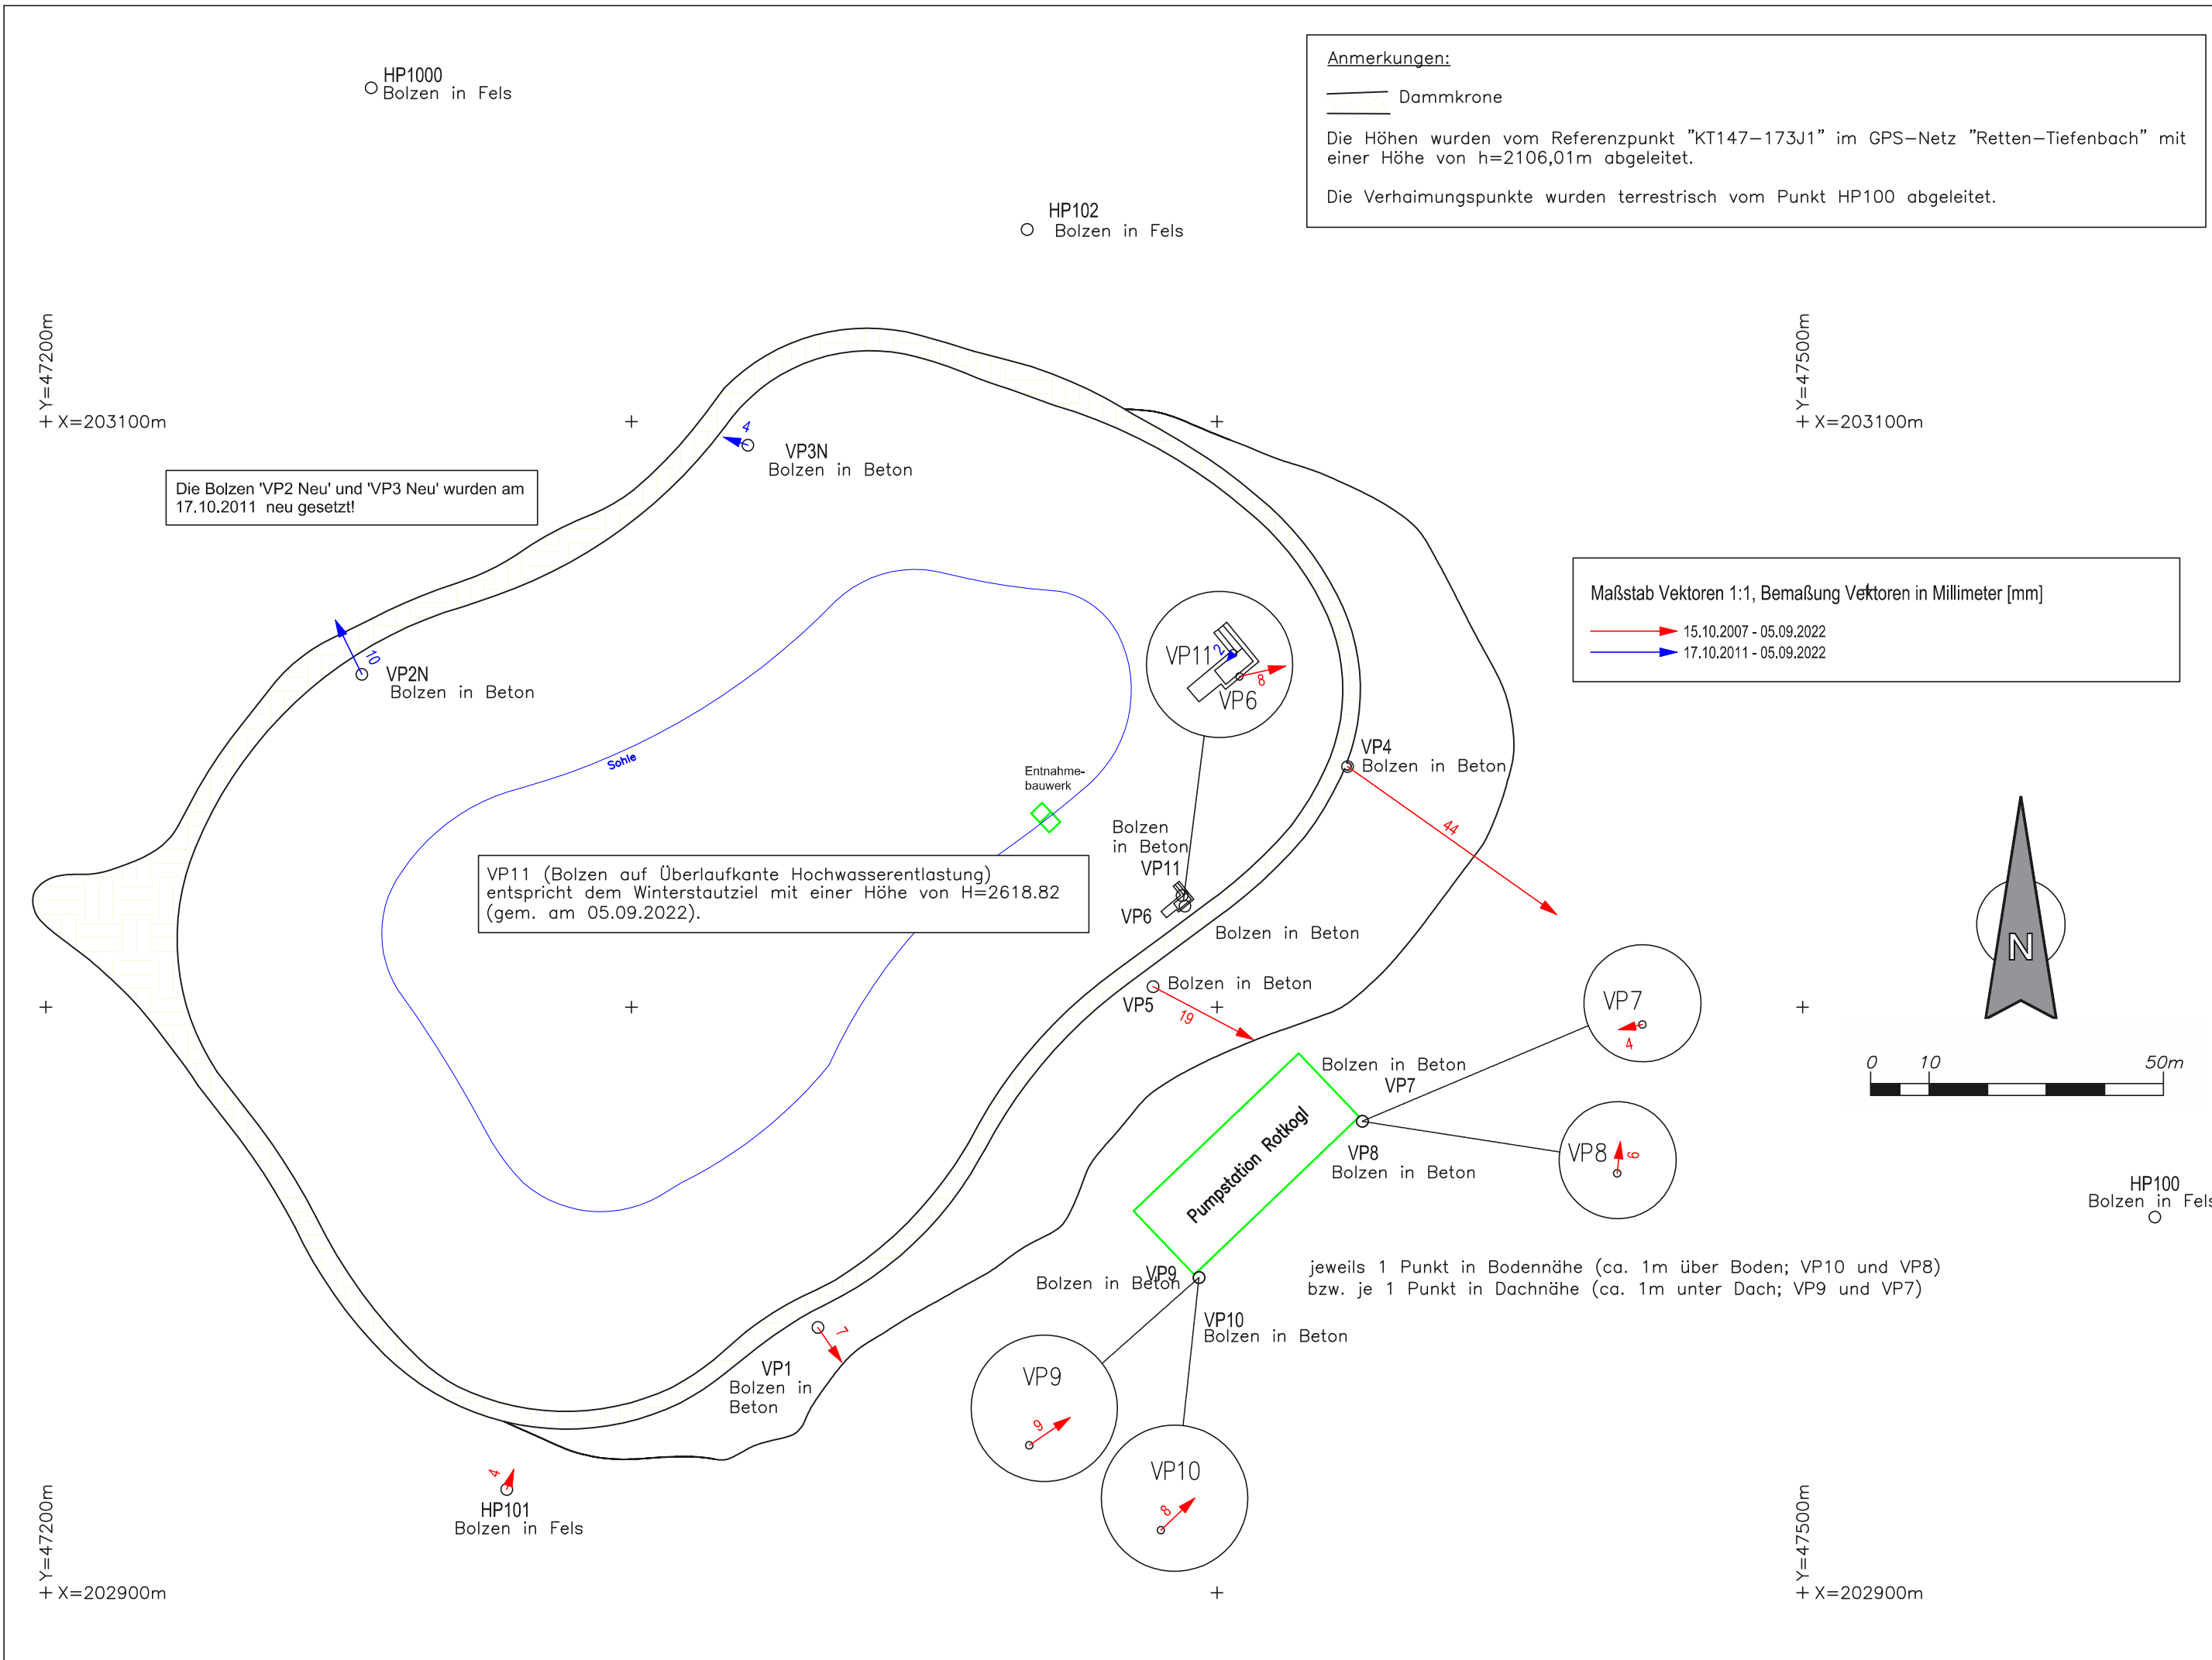 HP1000
Bolzen in Fels
Anmerkungen:
Dammkrone
Die Höhen wurden vom Referenzpunkt "KT147-173J1" im GPS-Netz "Retten-Tiefenbach" mit
einer Höhe von h=2106,01m abgeleitet.
Die Verhaimungspunkte wurden terrestrisch vom Punkt HP100 abgeleitet.
HP102
Bolzen in Fels
Y=47200m
X=203100m
Y=47500m
X=203100m
4
VP3N
Bolzen in Beton
Die Bolzen 'VP2 Neu' und 'VP3 Neu' wurden am
17.10.2011 neu gesetzt!
Maßstab Vektoren 1:1, Bemaßung Vektoren in Millimeter [mm]
15.10.2007 - 05.09.2022
17.10.2011 - 05.09.2022
10
VP2N
Bolzen in Beton
VP11
2
8
VP6
Sohle
VP4
Bolzen in Beton
44
Entnahme-
bauwerk
Bolzen
in Beton
VP11
VP6
Bolzen in Beton
VP11 (Bolzen auf Überlaufkante Hochwasserentlastung)
entspricht dem Winterstautziel mit einer Höhe von H=2618.82
(gem. am 05.09.2022).
N
Bolzen in Beton
VP5
19
VP7
4
0 10 50m
Bolzen in Beton
VP7
Pumpstation Rotkogl
VP8
Bolzen in Beton
VP8
6
HP100
Bolzen in Fels
jeweils 1 Punkt in Bodennähe (ca. 1m über Boden; VP10 und VP8)
bzw. je 1 Punkt in Dachnähe (ca. 1m unter Dach; VP9 und VP7)
VP9
Bolzen in Beton
VP10
Bolzen in Beton
7
VP1
Bolzen in
Beton
VP9
9
VP10
8
4
HP101
Bolzen in Fels
Y=47200m
X=202900m
Y=47500m
X=202900m